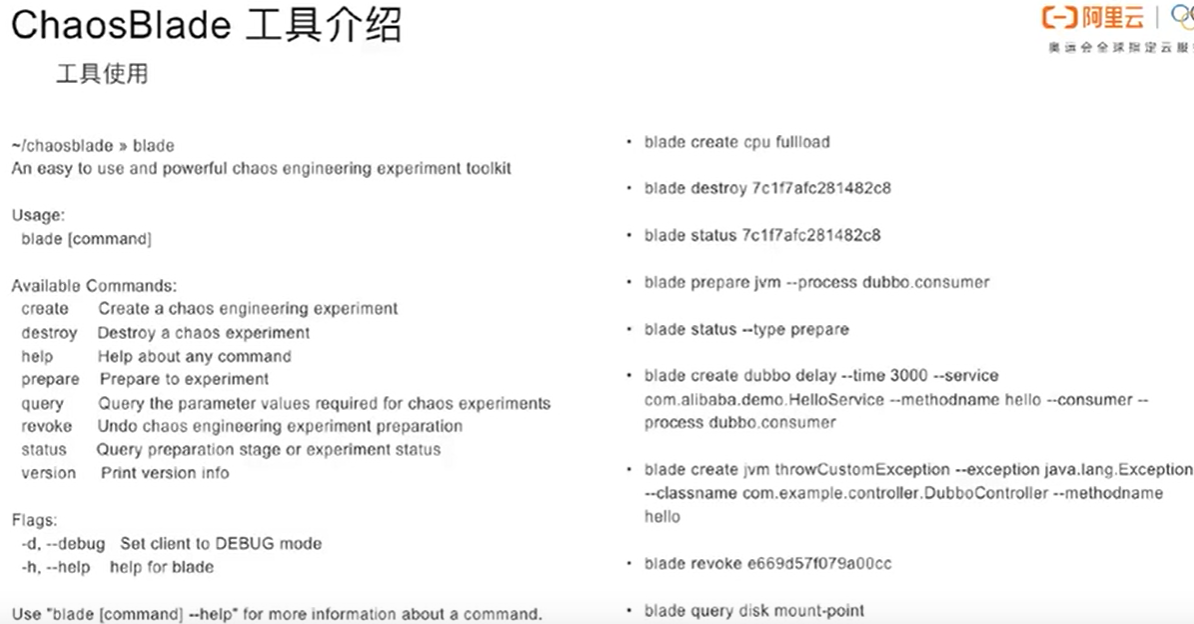 ChaosBlade 工具介绍
阿里云
奥运会全球指定云服
工具使用
~/chaosblade » blade
An easy to use and powerful chaos engineering experiment toolkit
Usage:
blade [command]
Available Commands:
create Create a chaos engineering experiment
destroy Destroy a chaos experiment
help Help about any command
prepare Prepare to experiment
query Query the parameter values required for chaos experiments
revoke Undo chaos engineering experiment preparation
status Query preparation stage or experiment status
version Print version info
Flags:
-d, --debug Set client to DEBUG mode
-h, --help help for blade
Use "blade [command] --help" for more information about a command.
• blade create cpu fullload
• blade destroy 7c1f7afc281482c8
• blade status 7c1f7afc281482c8
• blade prepare jvm --process dubbo.consumer
• blade status --type prepare
• blade create dubbo delay --time 3000 --service
com.alibaba.demo.HelloService --methodname hello --consumer --
process dubbo.consumer
• blade create jvm throwCustomException --exception java.lang.Exception
--classname com.example.controller.DubboController --methodname
hello
• blade revoke e669d57f079a00cc
• blade query disk mount-point